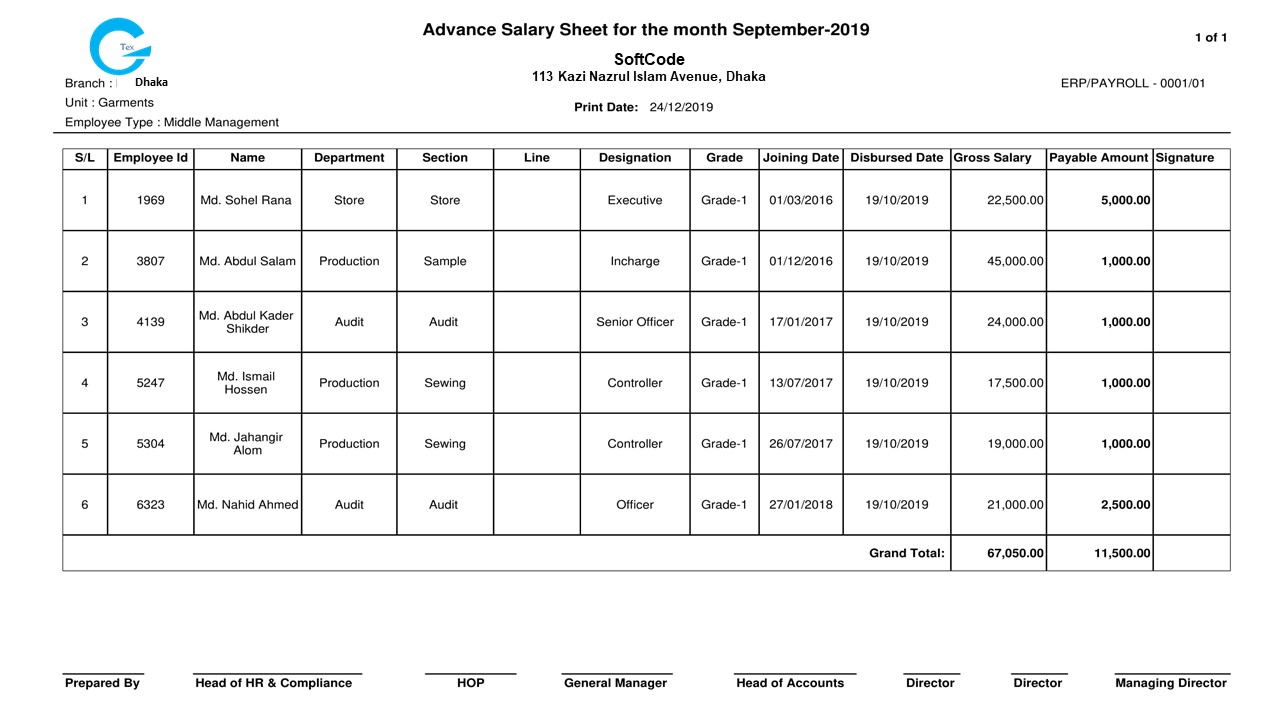 Advance Salary Sheet for the month September-2019
1 of 1
Tex
SoftCode
113 Kazi Nazrul Islam Avenue, Dhaka
Branch : Dhaka
ERP/PAYROLL - 0001/01
Unit : Garments
Print Date: 24/12/2019
Employee Type : Middle Management
S/L Employee Id Name Department Section Line Designation Grade Joining Date Disbursed Date Gross Salary Payable Amount Signature
1 1969 Md. Sohel Rana Store Store Executive Grade-1 01/03/2016 19/10/2019 22,500.00 5,000.00
2 3807 Md. Abdul Salam Production Sample Incharge Grade-1 01/12/2016 19/10/2019 45,000.00 1,000.00
3 4139 Md. Abdul Kader Shikder Audit Audit Senior Officer Grade-1 17/01/2017 19/10/2019 24,000.00 1,000.00
4 5247 Md. Ismail Hossen Production Sewing Controller Grade-1 13/07/2017 19/10/2019 17,500.00 1,000.00
5 5304 Md. Jahangir Alom Production Sewing Controller Grade-1 26/07/2017 19/10/2019 19,000.00 1,000.00
6 6323 Md. Nahid Ahmed Audit Audit Officer Grade-1 27/01/2018 19/10/2019 21,000.00 2,500.00
Grand Total: 67,050.00 11,500.00
Prepared By Head of HR & Compliance HOP General Manager Head of Accounts Director Director Managing Director